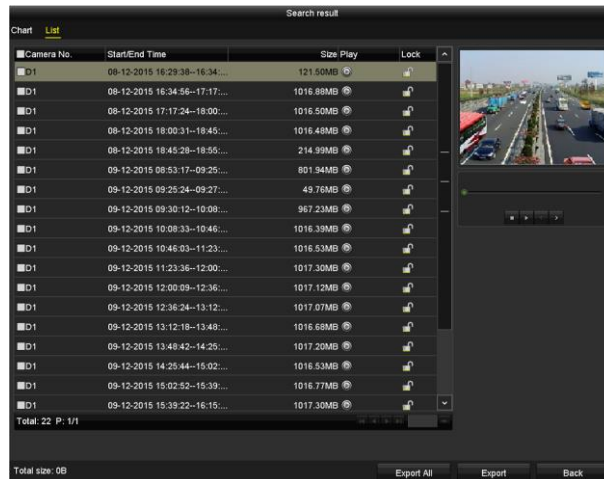 Search result
Chart List
Camera No. Start/End Time Size Play Lock
D1 08-12-2015 16:29:38--16:34:... 121.50MB
D1 08-12-2015 16:34:56--17:17:... 1016.88MB
D1 08-12-2015 17:17:24--18:00:... 1016.50MB
D1 08-12-2015 18:00:31--18:45:... 1016.48MB
D1 08-12-2015 18:45:28--18:55:... 214.99MB
D1 09-12-2015 08:53:17--09:25:... 801.94MB
D1 09-12-2015 09:25:24--09:27:... 49.76MB
D1 09-12-2015 09:30:12--10:08:... 967.23MB
D1 09-12-2015 10:08:33--10:46:... 1016.39MB
D1 09-12-2015 10:46:03--11:23:... 1016.53MB
D1 09-12-2015 11:23:36--12:00:... 1017.30MB
D1 09-12-2015 12:00:09--12:36:... 1017.12MB
D1 09-12-2015 12:36:24--13:12:... 1017.07MB
D1 09-12-2015 13:12:18--13:48:... 1016.68MB
D1 09-12-2015 13:48:42--14:25:... 1017.20MB
D1 09-12-2015 14:25:44--15:02:... 1016.53MB
D1 09-12-2015 15:02:52--15:39:... 1016.77MB
D1 09-12-2015 15:39:22--16:15:... 1017.30MB
Total: 22 P: 1/1
Total size: 0B Export All Export Back